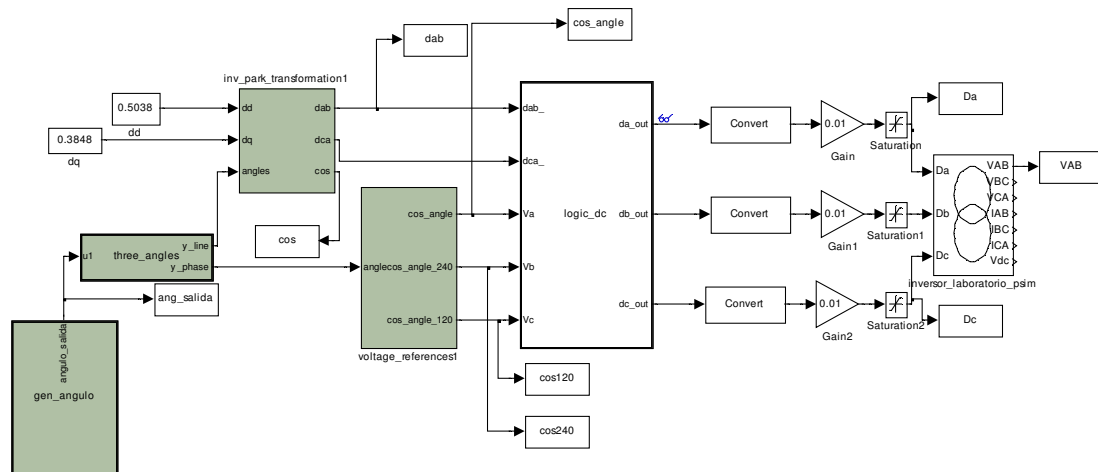 cos_angle
dab
inv_park_transformation1
0.5038
dd
dd
dab
0.3848
dq
dq
dca
angles
cos
cos
three_angles
u1
y_line
y_phase
ang_salida
angulo_salida
gen_angulo
cos_angle
anglecos_angle_240
cos_angle_120
voltage_references1
dab_
dca_
Va
Vb
Vc
logic_dc
da_out
db_out
dc_out
cos120
cos240
Convert
0.01
Gain
Saturation
Da
Convert
0.01
Gain1
Saturation1
Convert
0.01
Gain2
Saturation2
Dc
Da
Db
Dc
VAB
VBC
VCA
IAB
IBC
ICA
Vdc
inversor_laboratorio_psim
VAB